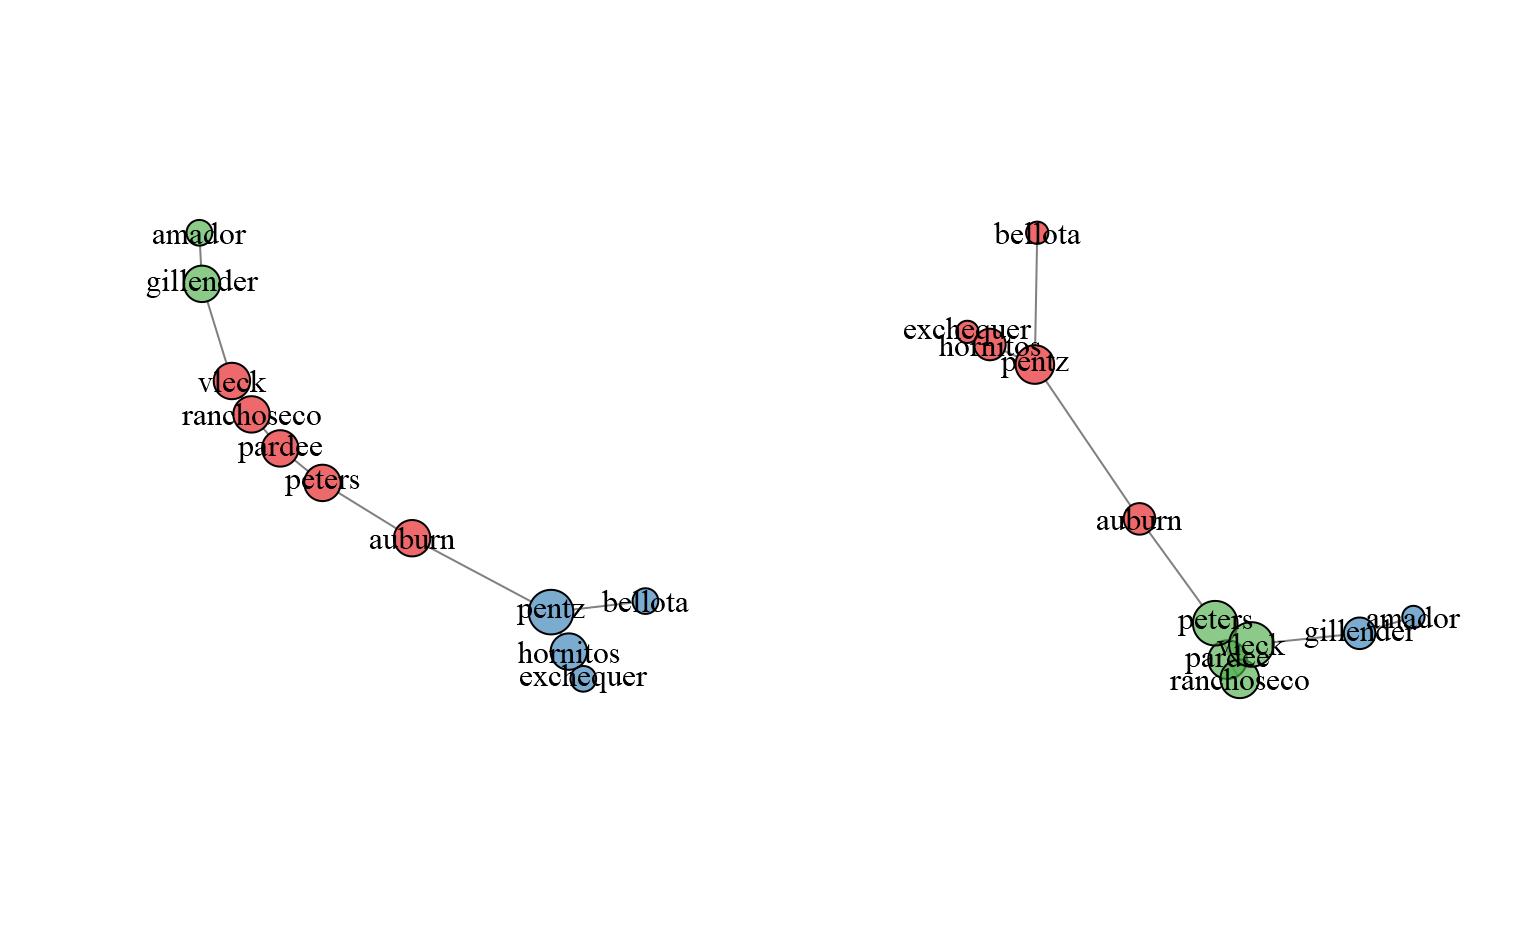 amador
gillender
vleck
ranchoseco
pardee
peters
auburn
pentz
bellota
hornitos
exchequer
bellota
exchequer
hornitos
pentz
auburn
peters
vleck
pardee
ranchoseco
gillender
amador